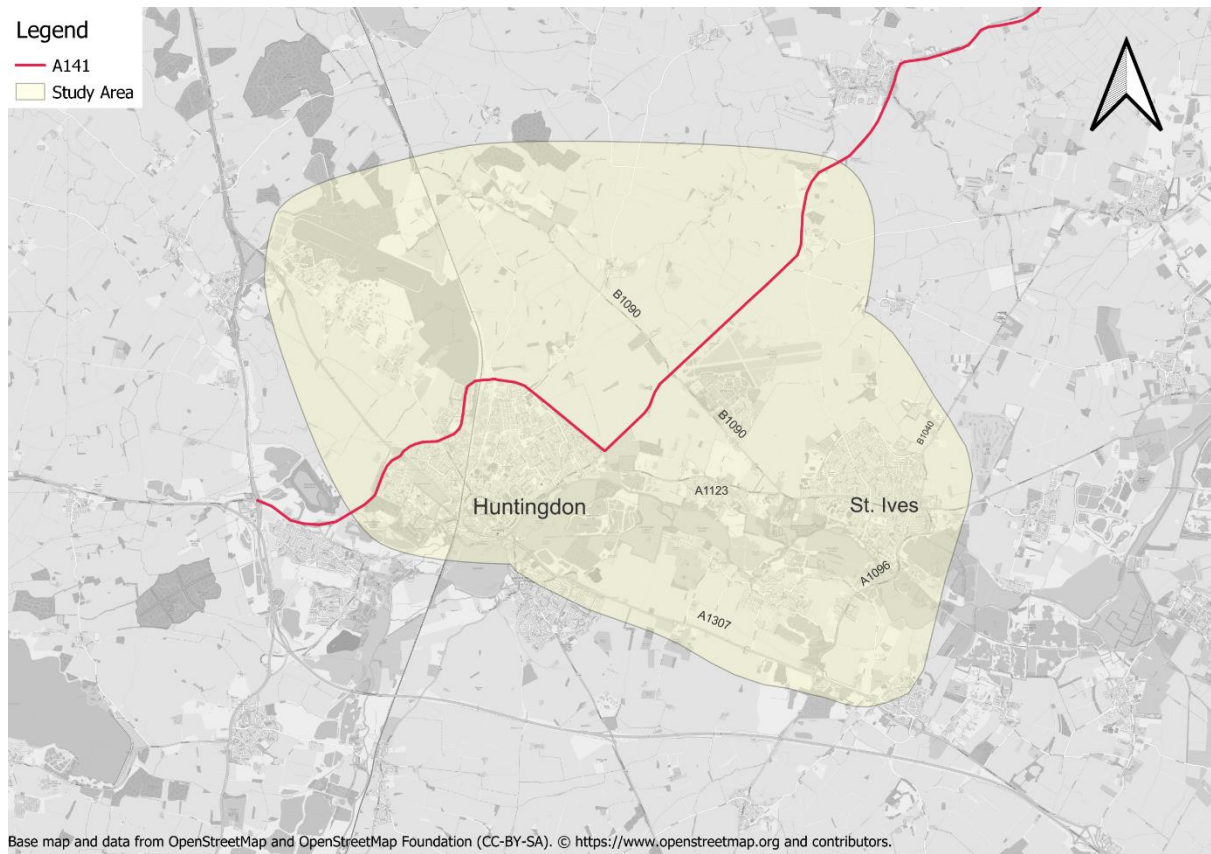 Legend
A141
Study Area
B1090
B1090
B1040
A1123
Huntingdon
St. Ives
A1096
A1307
Base map and data from OpenStreetMap and OpenStreetMap Foundation (CC-BY-SA). © https://www.openstreetmap.org and contributors.